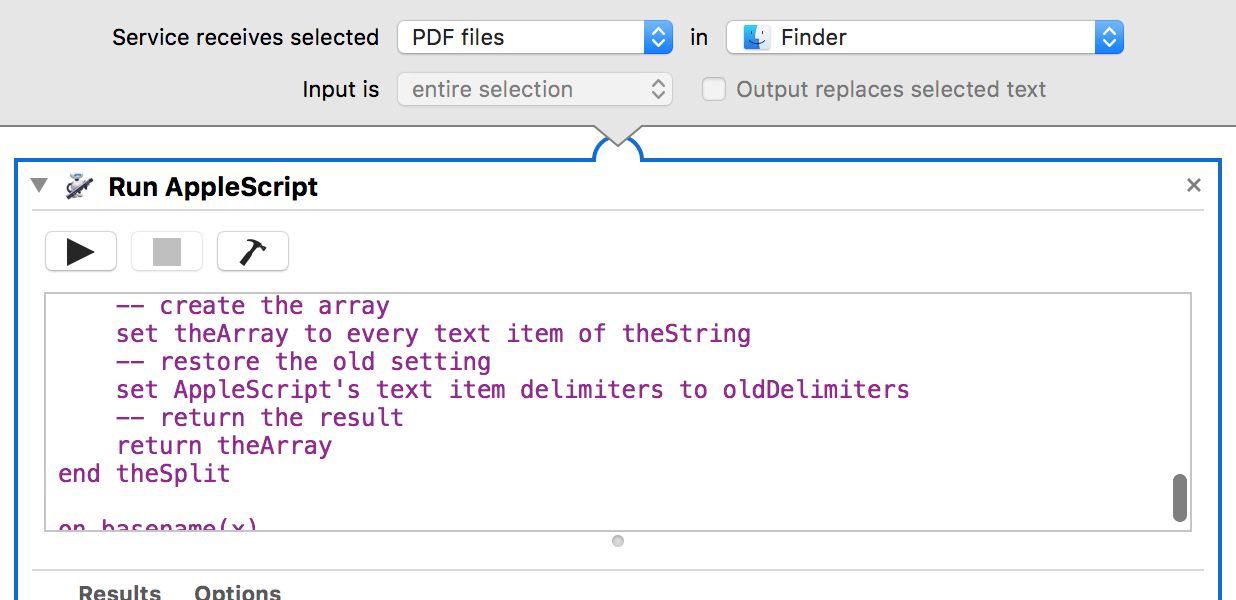 Service receives selected PDF files in Finder
Input is entire selection Output replaces selected text
Run AppleScript
-- create the array
set theArray to every text item of theString
-- restore the old setting
set AppleScript's text item delimiters to oldDelimiters
-- return the result
return theArray
end theSplit
on basename(x)
Results Options